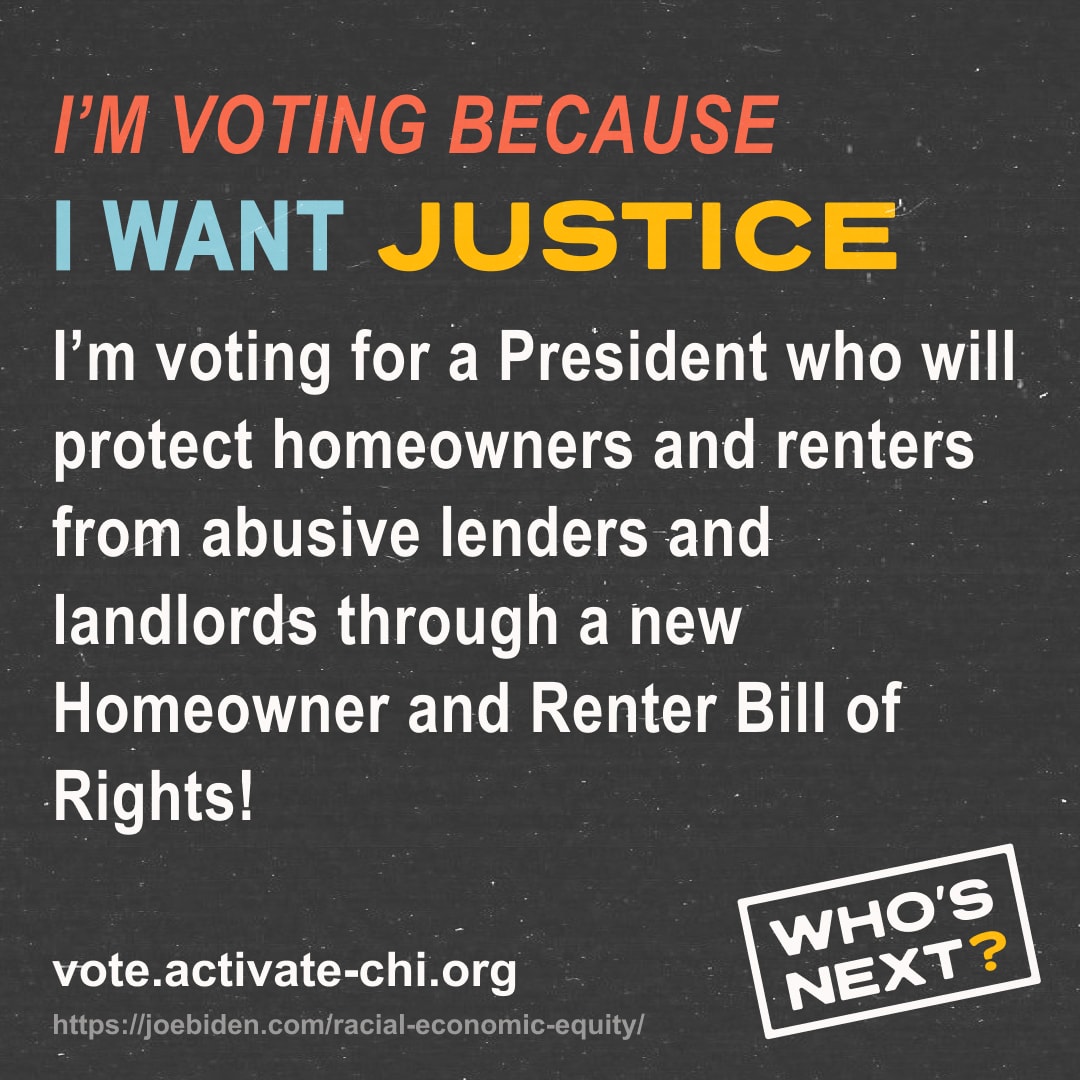 I'M VOTING BECAUSE
I WANT JUSTICE
I'm voting for a President who will
protect homeowners and renters
from abusive lenders and
landlords through a new
Homeowner and Renter Bill of
Rights!
WHO'S
NEXT?
vote.activate-chi.org
https://joebiden.com/racial-economic-equity/